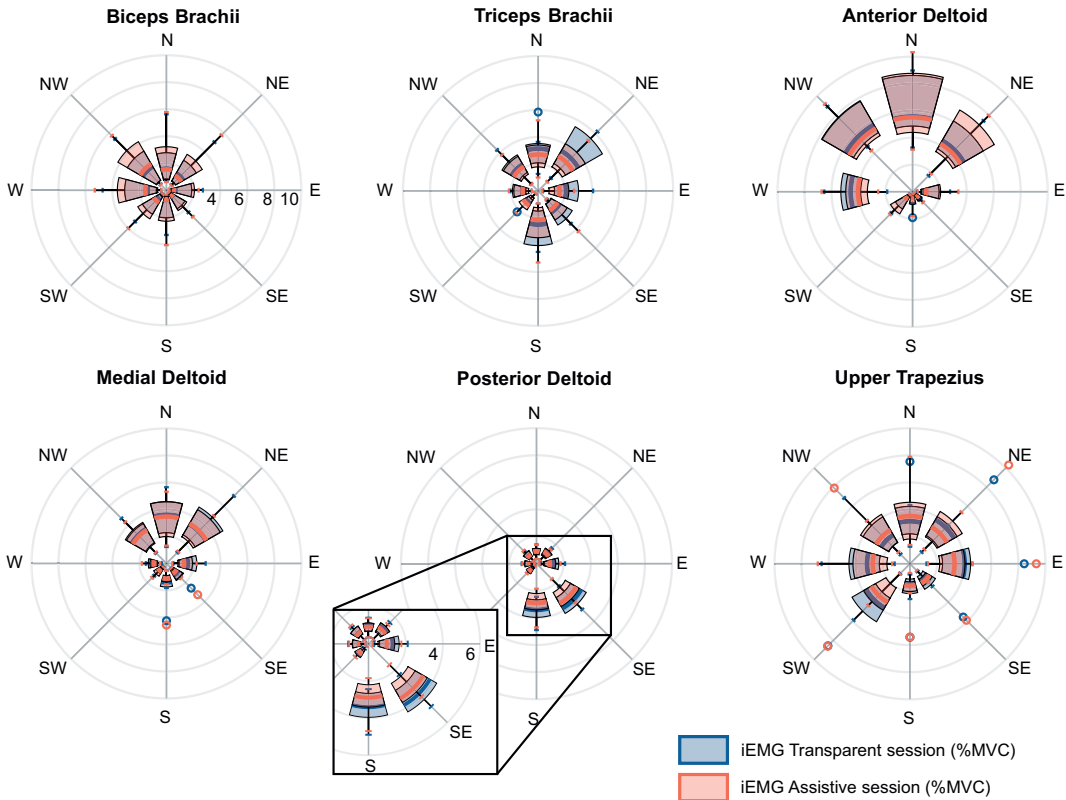 Biceps Brachii
Triceps Brachii
Anterior Deltoid
N
N
N
NW
NE
NW
NE
NW
NE
W
4 6 8 10
E
W
E
W
E
SW
SE
SW
SE
SW
SE
S
S
S
Medial Deltoid
Posterior Deltoid
Upper Trapezius
N
N
N
NW
NE
NW
NE
NW
NE
W
E
W
E
W
E
4 6 E
SW
SE
SE
SW
SE
SE
S
S
S
S
iEMG Transparent session (%MVC)
iEMG Assistive session (%MVC)